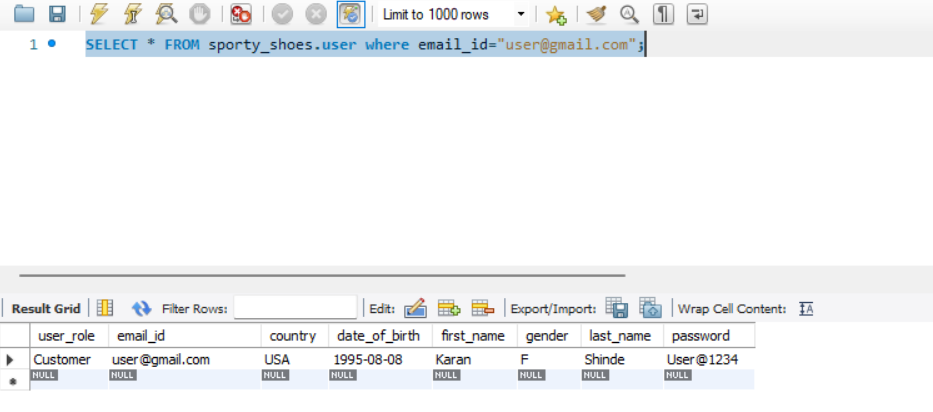 Limit to 1000 rows
1 SELECT * FROM sporty_shoes.user where email_id="user@gmail.com";
Result Grid Filter Rows: Edit: Export/Import: Wrap Cell Content:
user_role email_id country date_of_birth first_name gender last_name password
Customer user@gmail.com USA 1995-08-08 Karan F Shinde User@1234
NULL NULL NULL NULL NULL NULL NULL NULL